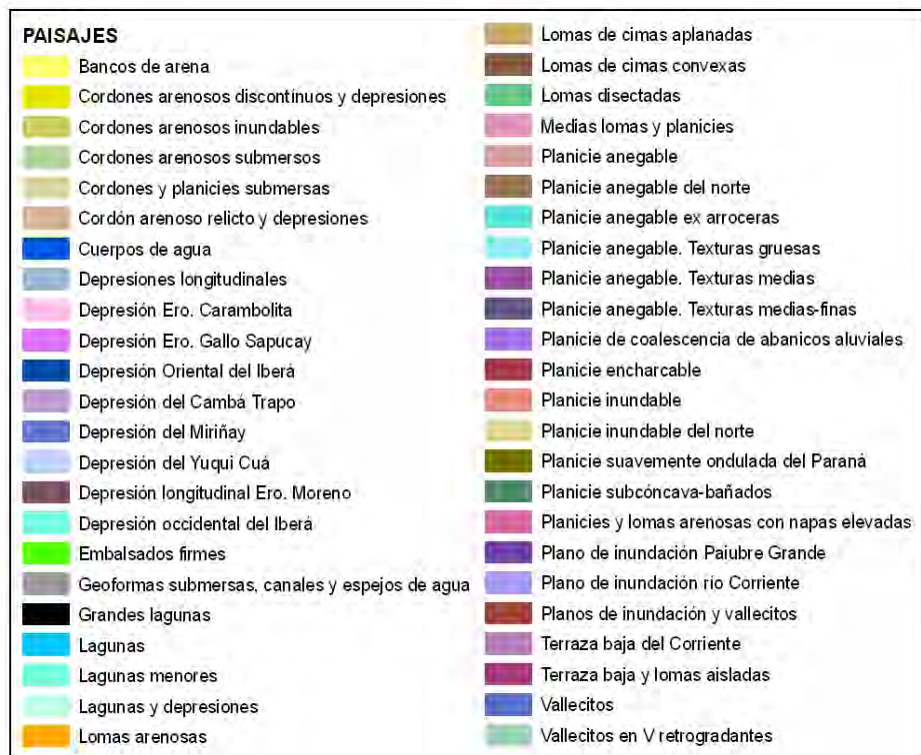 PAISAJES
Bancos de arena
Cordones arenosos discontinuos y depresiones
Cordones arenosos inundables
Cordones arenosos submersos
Cordones y planicies submersas
Cordón arenoso relicto y depresiones
Cuerpos de agua
Depresiones longitudinales
Depresión Ero. Carambolita
Depresión Ero. Gallo Sapucay
Depresión Oriental del Iberá
Depresión del Cambá Trapo
Depresión del Miriñay
Depresión del Yuqui Cuá
Depresión longitudinal Ero. Moreno
Depresión occidental del Iberá
Embalsados firmes
Geoformas submersas, canales y espejos de agua
Grandes lagunas
Lagunas
Lagunas menores
Lagunas y depresiones
Lomas arenosas
Lomas de cimas aplanadas
Lomas de cimas convexas
Lomas disectadas
Medias lomas y planicies
Planicie anegable
Planicie anegable del norte
Planicie anegable ex arroceras
Planicie anegable. Texturas gruesas
Planicie anegable. Texturas medias
Planicie anegable. Texturas medias-finas
Planicie de coalescencia de abanicos aluviales
Planicie encharcable
Planicie inundable
Planicie inundable del norte
Planicie suavemente ondulada del Paraná
Planicie subcóncava-bañados
Planicies y lomas arenosas con napas elevadas
Plano de inundación Paiubre Grande
Plano de inundación río Corriente
Planos de inundación y vallecitos
Terraza baja del Corriente
Terraza baja y lomas aisladas
Vallecitos
Vallecitos en V retrogradantes